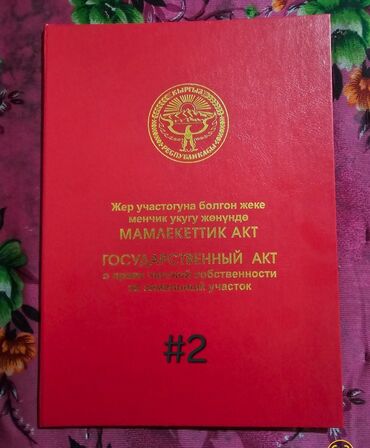 КЫРГЫЗ
РЕСПУБЛИКАСЫ
Жер участогуна болгон жеке
менчик укугу жөнүндө
МАМЛЕКЕТТИК АКТ
ГОСУДАРСТВЕННЫЙ АКТ
о праве частной собственности
на земельный участок
#2